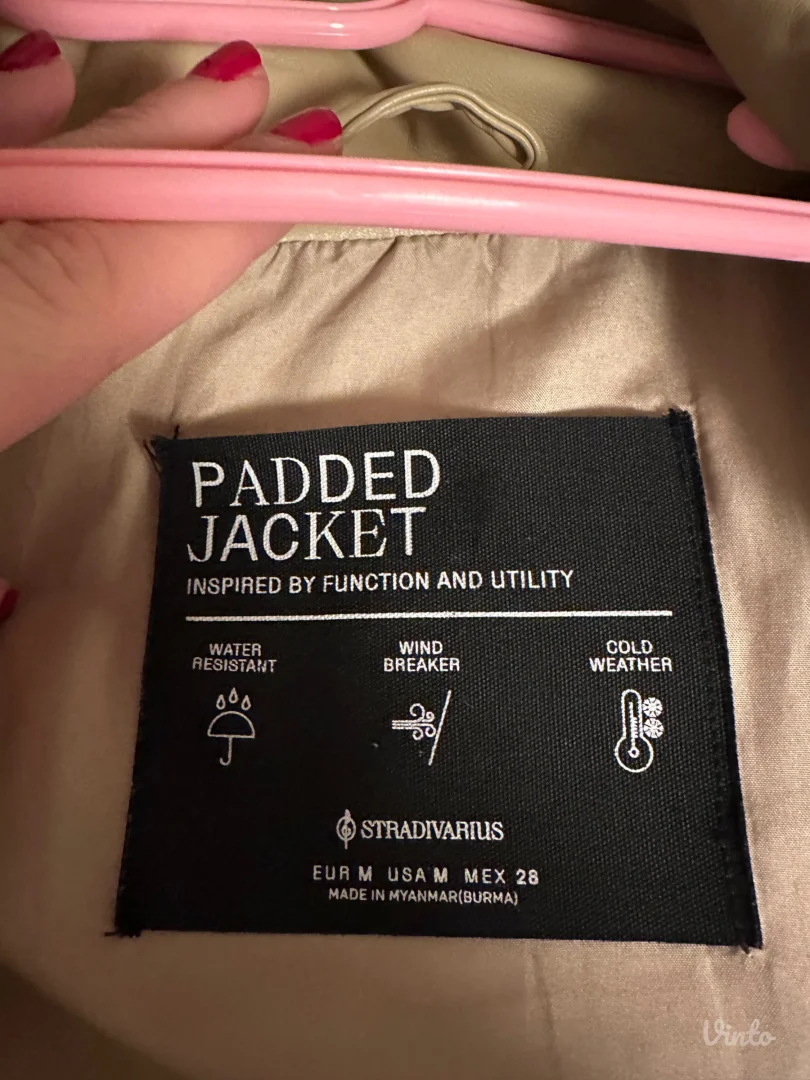 PADDED
JACKET
INSPIRED BY FUNCTION AND UTILITY
WATER
RESISTANT
WIND
BREAKER
COLD
WEATHER
STRADIVARIUS
EUR M USA M MEX 28
MADE IN MYANMAR(BURMA)
Vinto